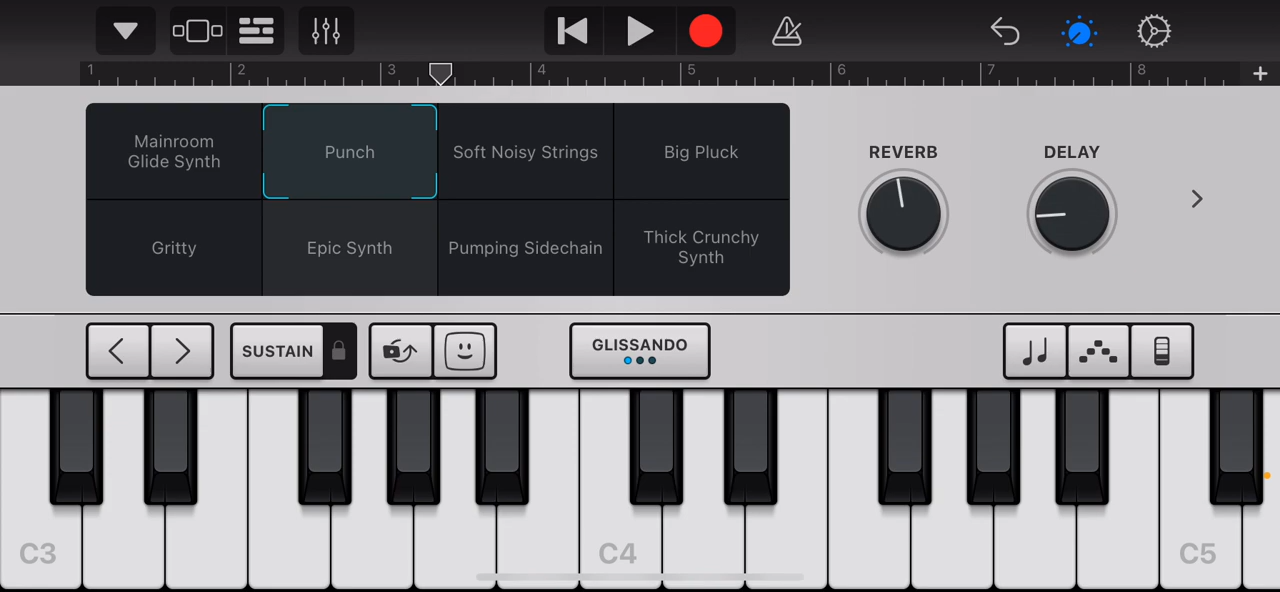 1 2 3 4 5 6 7 8 +
Mainroom
Glide Synth
Punch
Soft Noisy Strings
Big Pluck
REVERB
DELAY
Gritty
Epic Synth
Pumping Sidechain
Thick Crunchy
Synth
SUSTAIN
GLISSANDO
C3
C4
C5